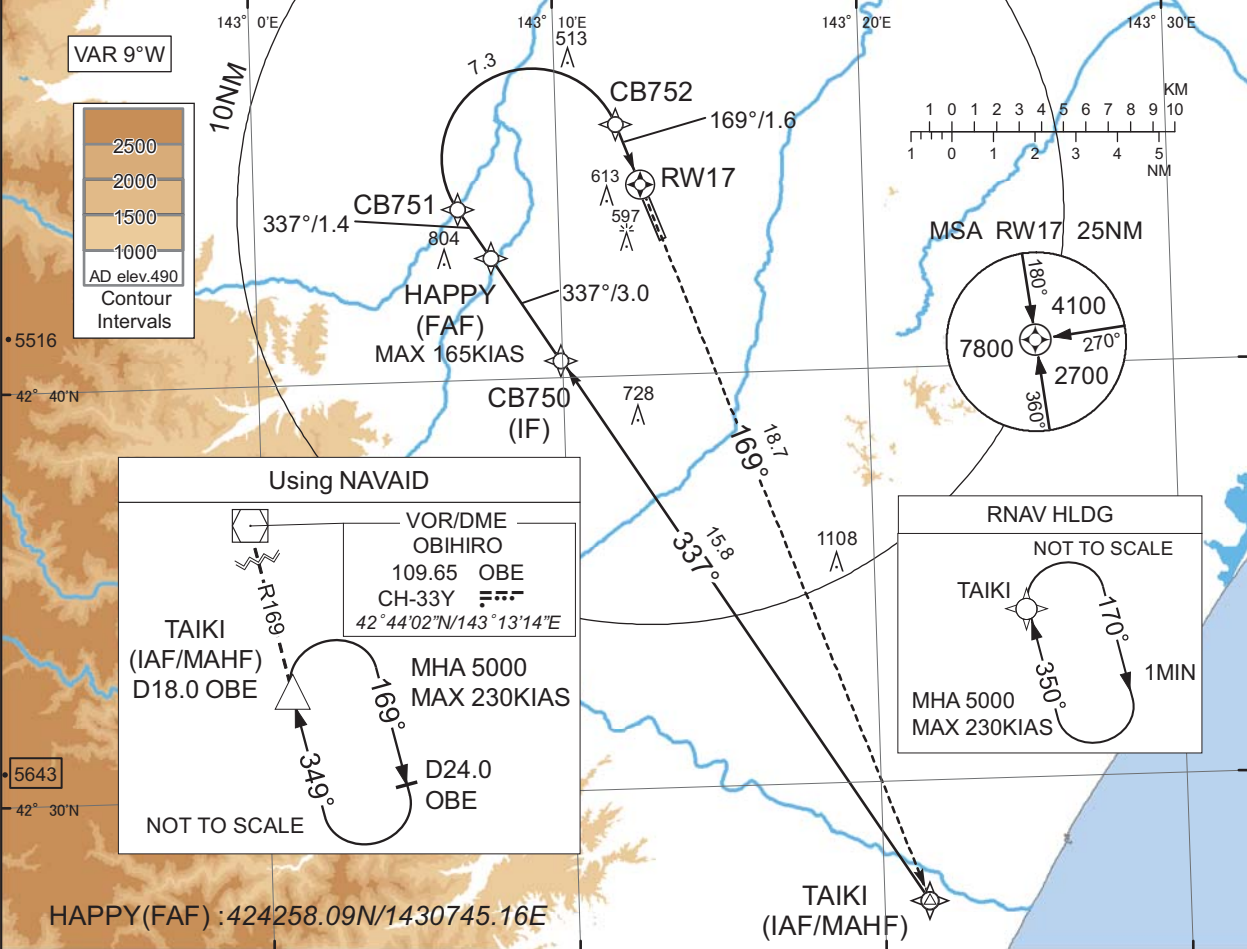 143° 0'E
143° 10'E
143° 20'E
143° 30'E
VAR 9°W
10NM
2500
2000
1500
1000
AD elev.490
Contour
Intervals
7.3
513
CB752
169°/1.6
RW17
613
597
CB751
337°/1.4
804
HAPPY
(FAF)
MAX 165KIAS
337°/3.0
CB750
(IF)
728
KM
1 0 1 2 3 4 5 6 7 8 9 10
1 0 1 2 3 4 5
NM
MSA RW17 25NM
180°
4100
7800
270°
2700
360°
5516
42° 40'N
18.7
169°
15.8
337°
1108
Using NAVAID
VOR/DME
OBIHIRO
109.65 OBE
CH-33Y
42°44'02"N/143°13'14"E
R169
TAIKI
(IAF/MAHF)
D18.0 OBE
MHA 5000
MAX 230KIAS
169°
349°
D24.0
OBE
NOT TO SCALE
RNAV HLDG
NOT TO SCALE
TAIKI
170°
350°
1MIN
MHA 5000
MAX 230KIAS
5643
42° 30'N
TAIKI
(IAF/MAHF)
HAPPY(FAF) : 424258.09N/1430745.16E